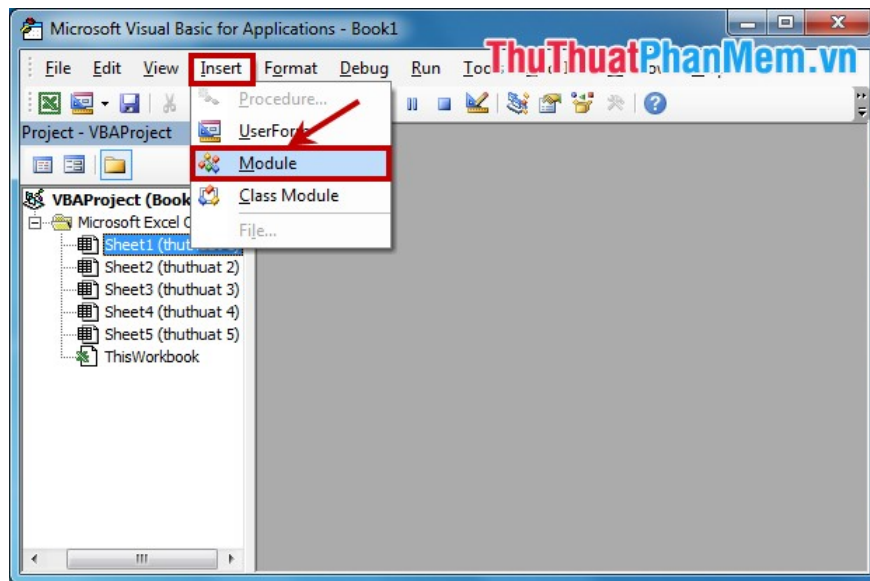 Microsoft Visual Basic for Applications - Book1
ThuThuatPhanMem.vn
File Edit View Insert Format Debug Run
Procedure...
Project - VBAProject
Module
Class Module
VBAProject (Book
Microsoft Excel
File...
Sheet1
Sheet2 (thuthuat 2)
Sheet3 (thuthuat 3)
Sheet4 (thuthuat 4)
Sheet5 (thuthuat 5)
ThisWorkbook